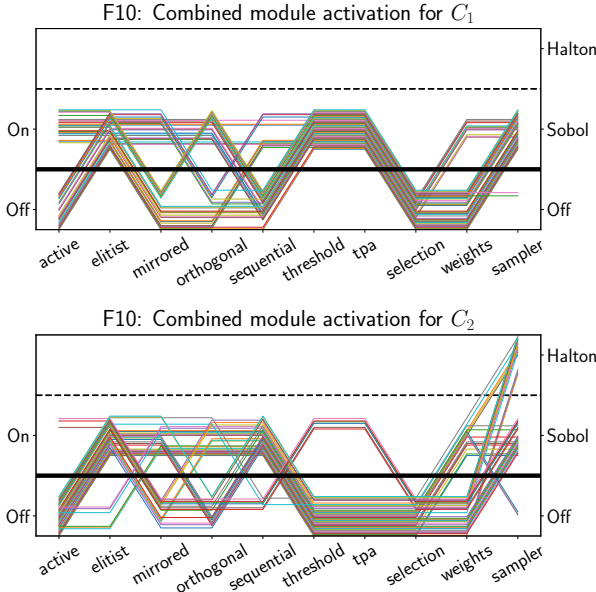 F10: Combined module activation for C1
Halton
On
Sobol
Off
Off
active
elitist
mirrored
orthogonal
sequential
threshold
tpa
selection
weights
sampler
F10: Combined module activation for C2
Halton
On
Sobol
Off
Off
active
elitist
mirrored
orthogonal
sequential
threshold
tpa
selection
weights
sampler